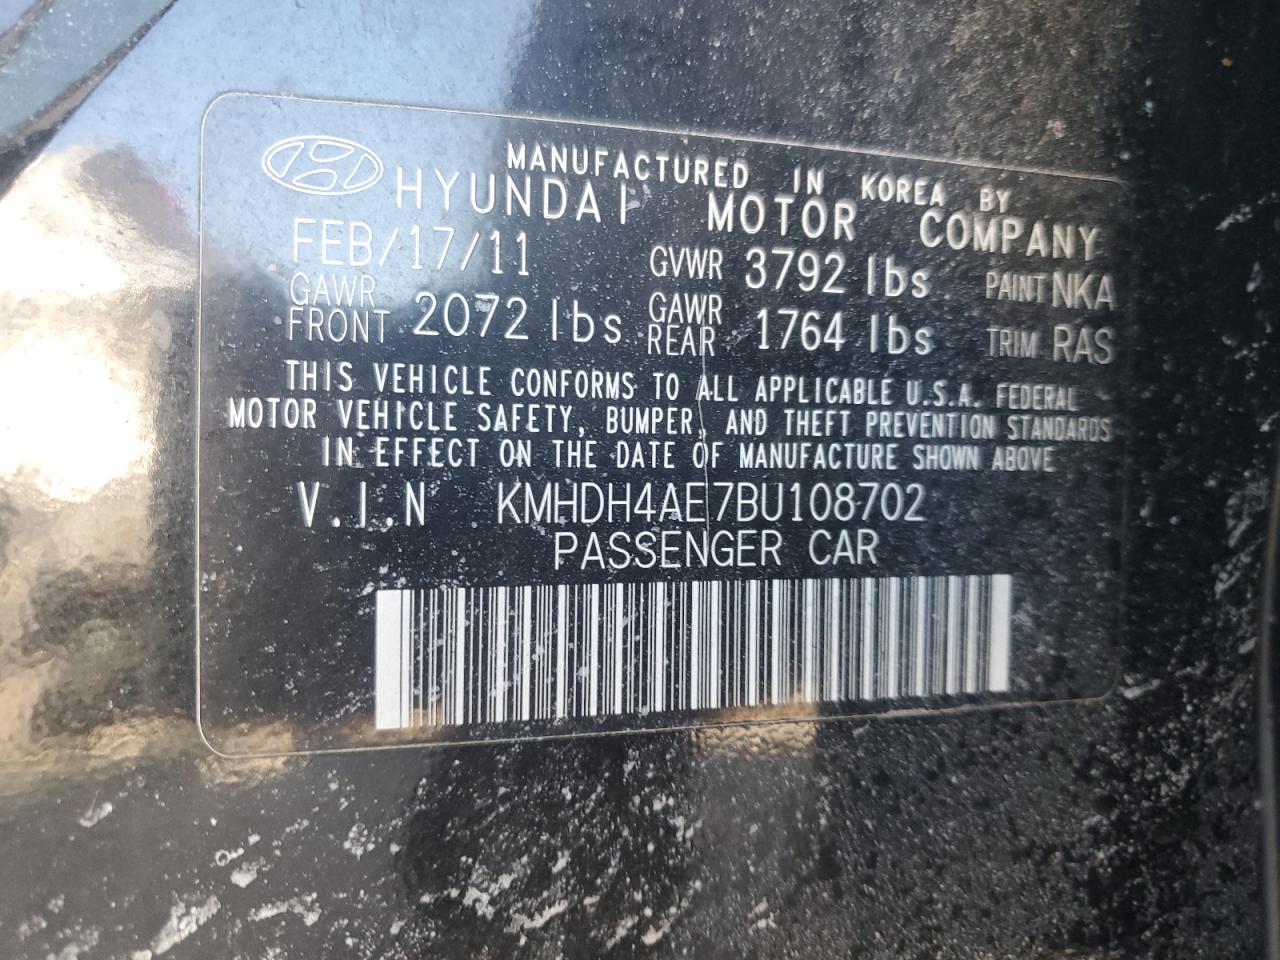 MANUFACTURED IN KOREA BY
HYUNDAI MOTOR COMPANY
FEB/17/11 GVWR 3792 lbs PAINT NKA
GAWR FRONT 2072 lbs GAWR REAR 1764 lbs TRIM RAS
THIS VEHICLE CONFORMS TO ALL APPLICABLE U.S.A. FEDERAL
MOTOR VEHICLE SAFETY, BUMPER, AND THEFT PREVENTION STANDARDS
IN EFFECT ON THE DATE OF MANUFACTURE SHOWN ABOVE
V.I.N KMHDH4AE7BU108702
PASSENGER CAR